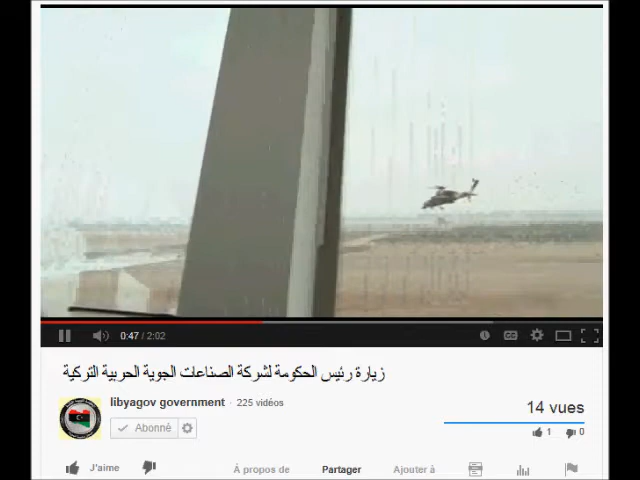 0:47 / 2:02
زيارة رئيس الحكومة لشركة الصناعات الجوية الحربية التركية
libyagov government · 225 vidéos
Abonné
14 vues
1 0
J'aime À propos de Partager Ajouter à